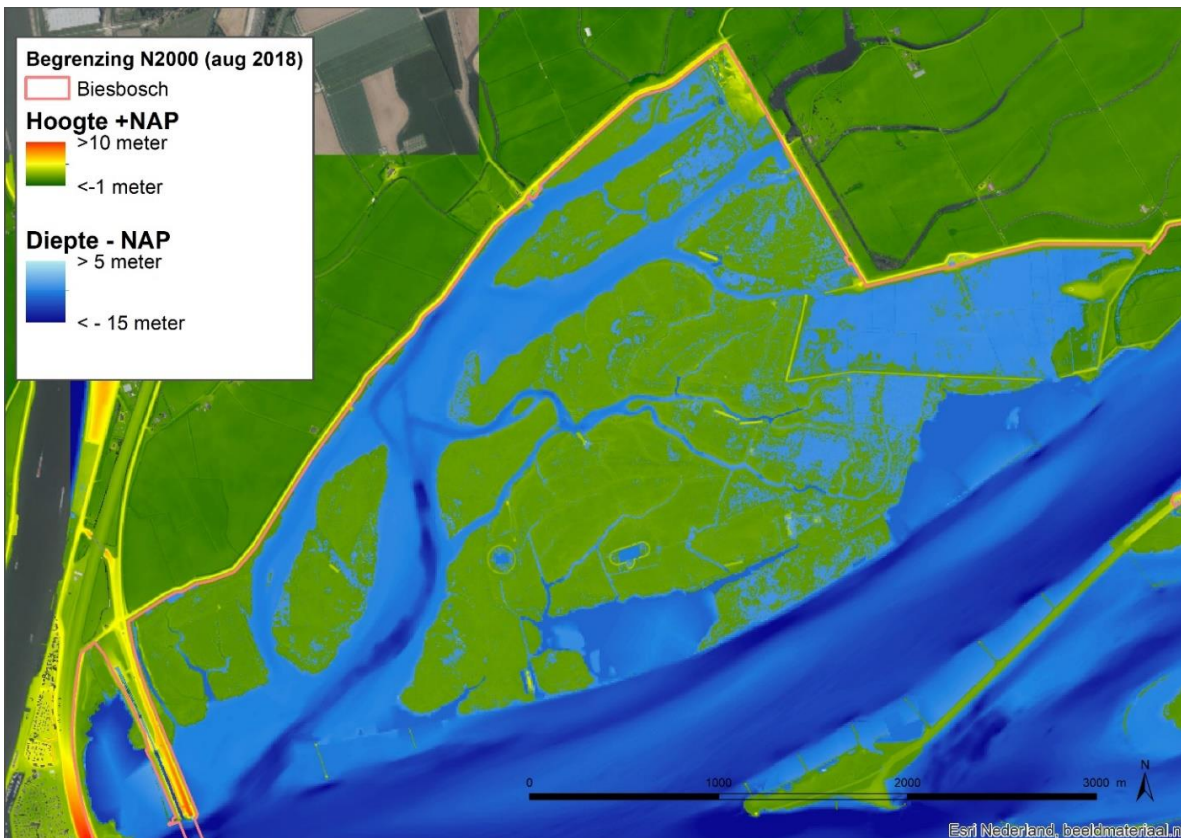 Begrenzing N2000 (aug 2018)
Biesbosch
Hoogte +NAP
>10 meter
<-1 meter
Diepte - NAP
> 5 meter
< - 15 meter
N
0 1000 2000 3000 m
Esri Nederland, beeldmateriaal.n